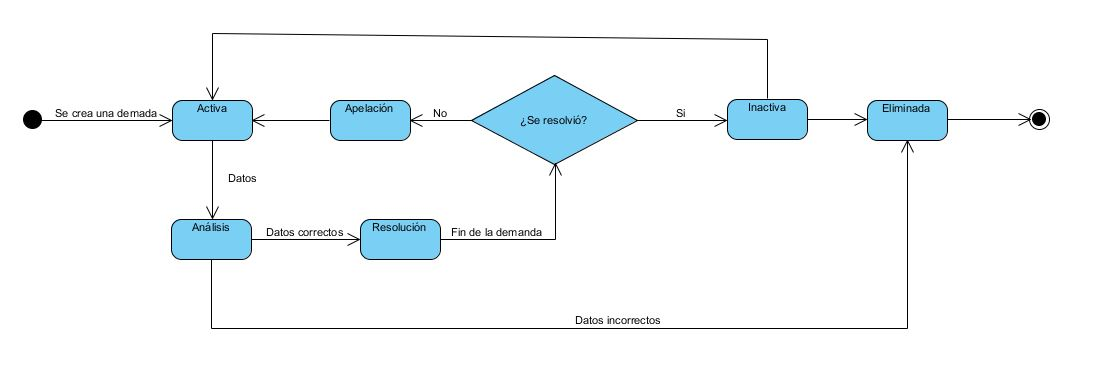 Se crea una demada
Activa
Apelación
No
¿Se resolvió?
Si
Inactiva
Eliminada
Datos
Análisis
Datos correctos
Resolución
Fin de la demanda
Datos incorrectos